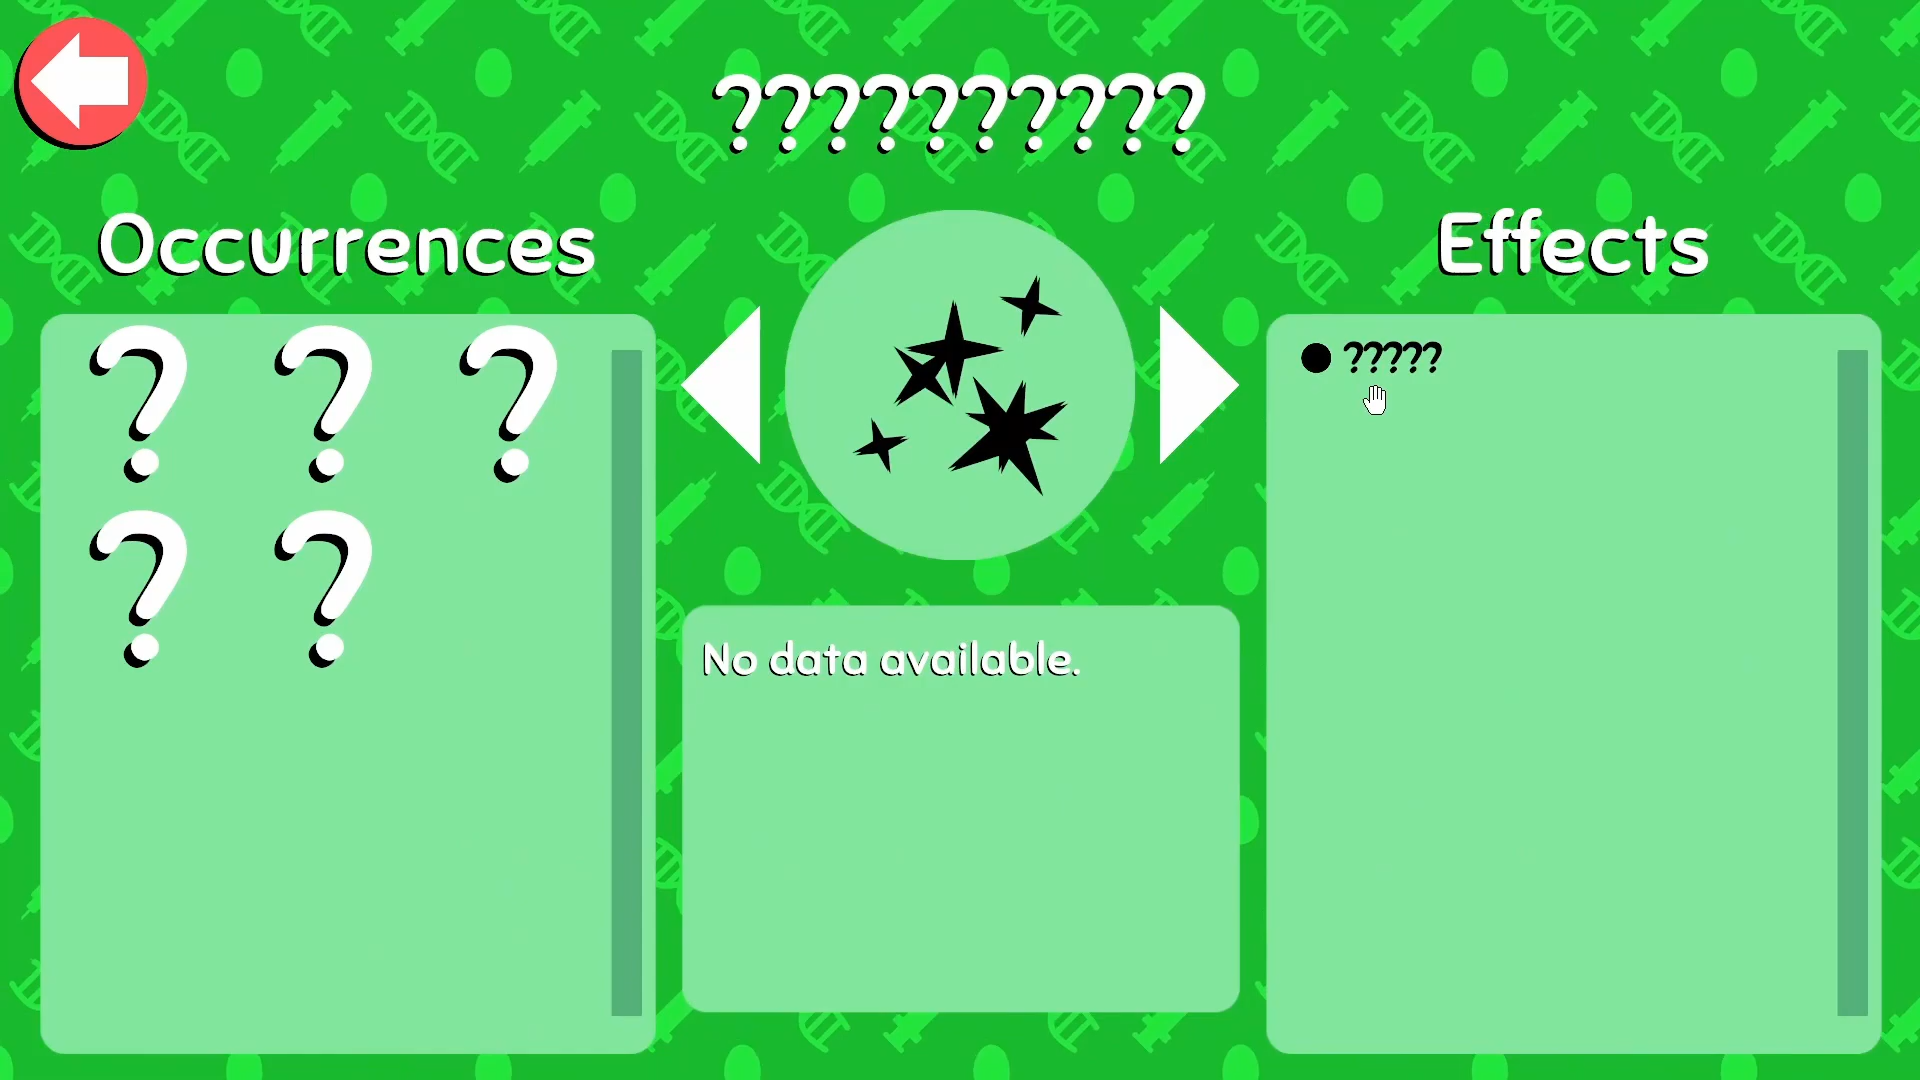 ??????????
Occurrences
Effects
? ? ?
? ?
?????
No data available.